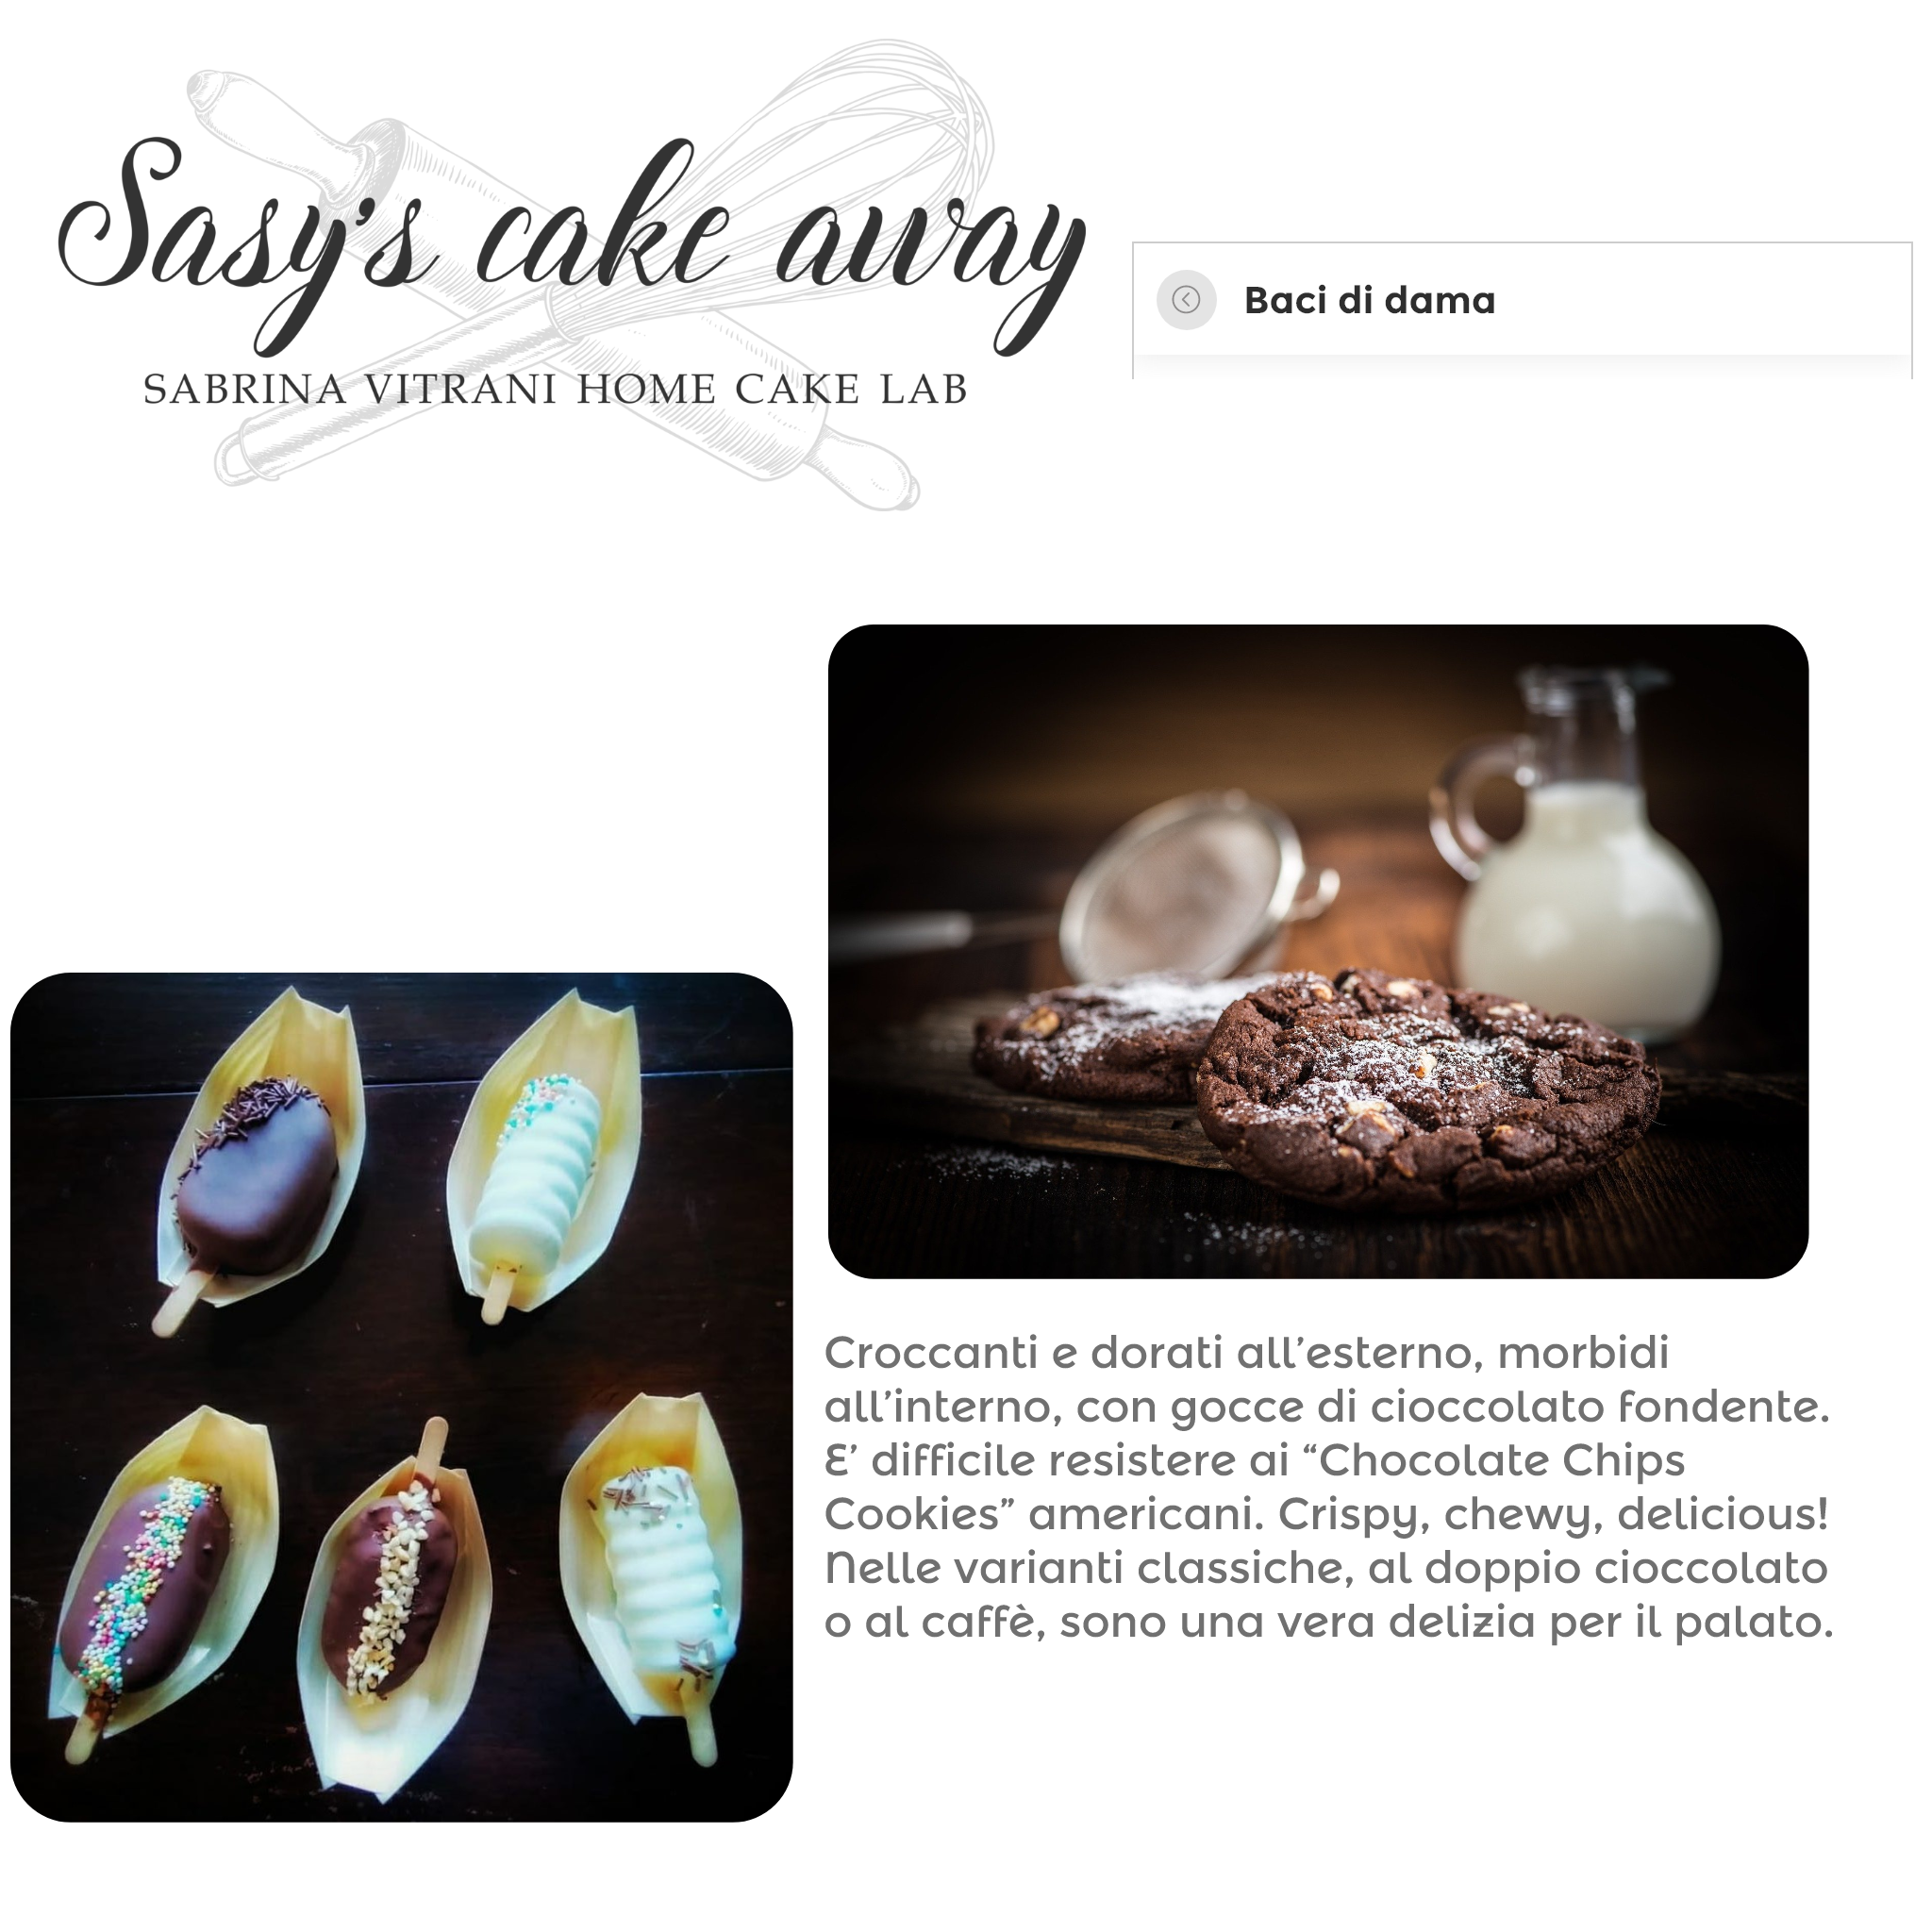 Sasy's cake away
SABRINA VITRANI HOME CAKE LAB
Baci di dama
Croccanti e dorati all’esterno, morbidi
all’interno, con gocce di cioccolato fondente.
E’ difficile resistere ai “Chocolate Chips
Cookies” americani. Crispy, chewy, delicious!
Nelle varianti classiche, al doppio cioccolato
o al caffè, sono una vera delizia per il palato.